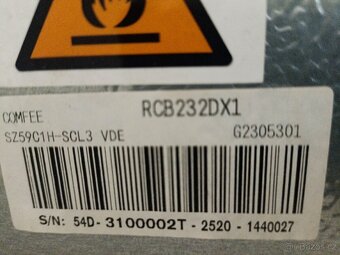 COMFEE RCB232DX1
SZ59C1H-SCL3 VDE G2305301
S/N: 54D-3100002T-2520-1440027